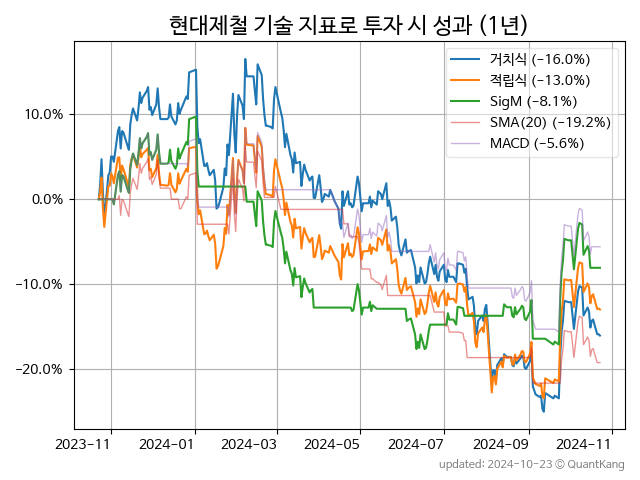 현대제철 기술 지표로 투자 시 성과 (1년)
거치식 (−16.0%)
적립식 (−13.0%)
SigM (−8.1%)
SMA(20) (−19.2%)
MACD (−5.6%)
10.0%
0.0%
−10.0%
−20.0%
2023-11 2024-01 2024-03 2024-05 2024-07 2024-09 2024-11
updated: 2024-10-23 ⓒ QuantKang